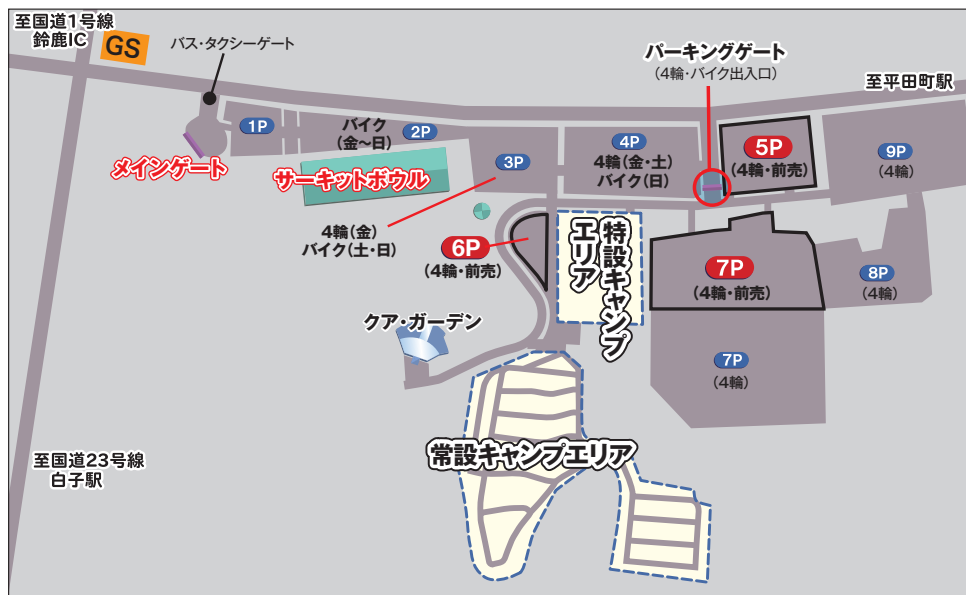 至国道1号線
鈴鹿IC
GS
バス・タクシーゲート
パーキングゲート
(4輪・バイク出入口)
至平田町駅
1P
バイク
(金～日)
2P
メインゲート
サーキットボウル
3P
4P
4輪(金・土)
バイク(日)
5P
(4輪・前売)
9P
(4輪)
4輪(金)
バイク(土・日)
6P
(4輪・前売)
特設キャンプ
エリア
7P
(4輪・前売)
8P
(4輪)
クア・ガーデン
7P
(4輪)
常設キャンプエリア
至国道23号線
白子駅